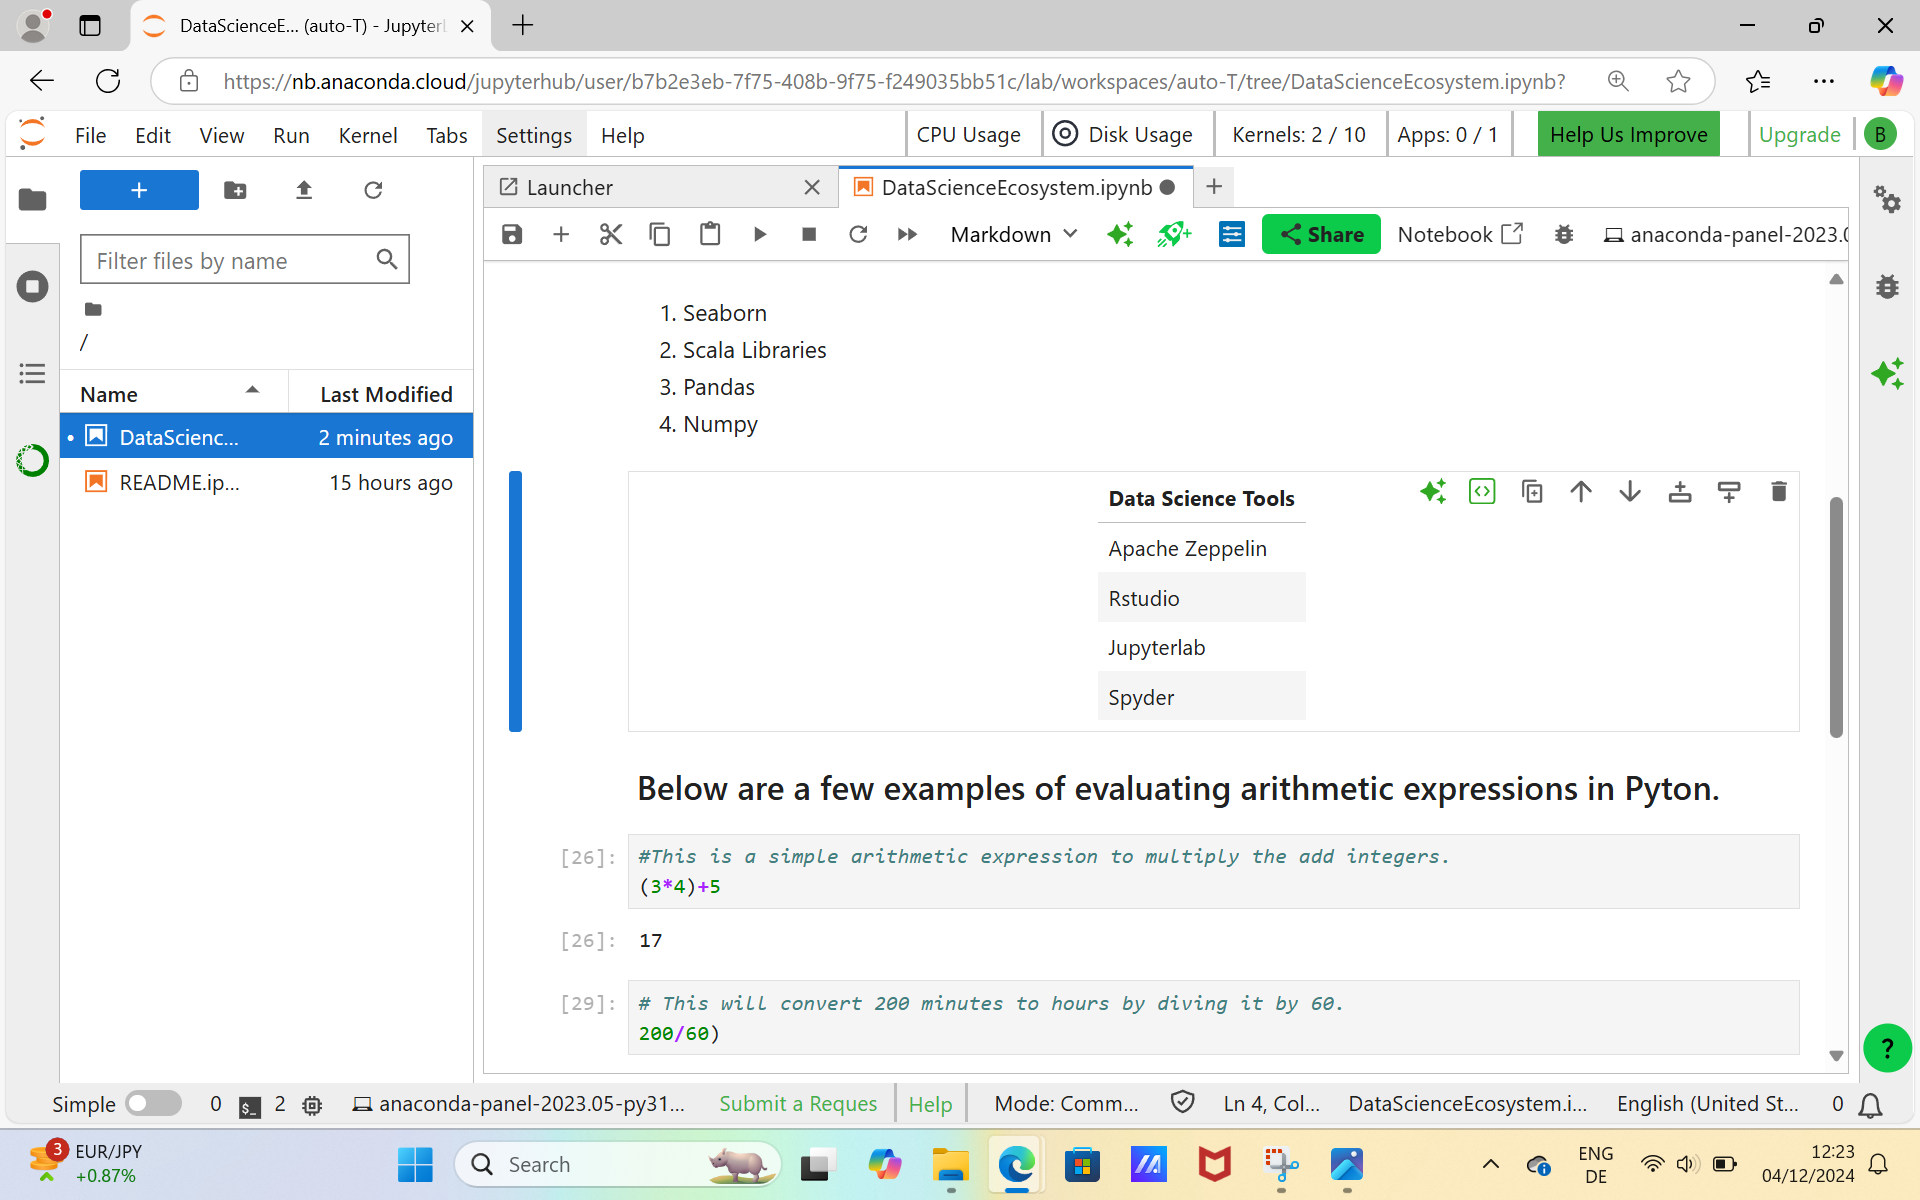 DataScienceE... (auto-T) - Jupyter
https://nb.anaconda.cloud/jupyterhub/user/b7b2e3eb-7f75-408b-9f75-f249035bb51c/lab/workspaces/auto-T/tree/DataScienceEcosystem.ipynb?
File Edit View Run Kernel Tabs Settings Help CPU Usage Disk Usage Kernels: 2 / 10 Apps: 0 / 1 Help Us Improve Upgrade B
Launcher DataScienceEcosystem.ipynb
Markdown Share Notebook anaconda-panel-2023.0
Filter files by name
/
Name Last Modified
DataScienc... 2 minutes ago
README.ip... 15 hours ago
1. Seaborn
2. Scala Libraries
3. Pandas
4. Numpy
Data Science Tools
Apache Zeppelin
Rstudio
Jupyterlab
Spyder
Below are a few examples of evaluating arithmetic expressions in Pyton.
[26]: #This is a simple arithmetic expression to multiply the add integers.
(3*4)+5
[26]: 17
[29]: # This will convert 200 minutes to hours by diving it by 60.
200/60)
?
Simple 0 $_ 2 anaconda-panel-2023.05-py31... Submit a Reques Help Mode: Comm... Ln 4, Col... DataScienceEcosystem.i... English (United St... 0
3 EUR/JPY
+0.87%
Search
ENG
DE
12:23
04/12/2024